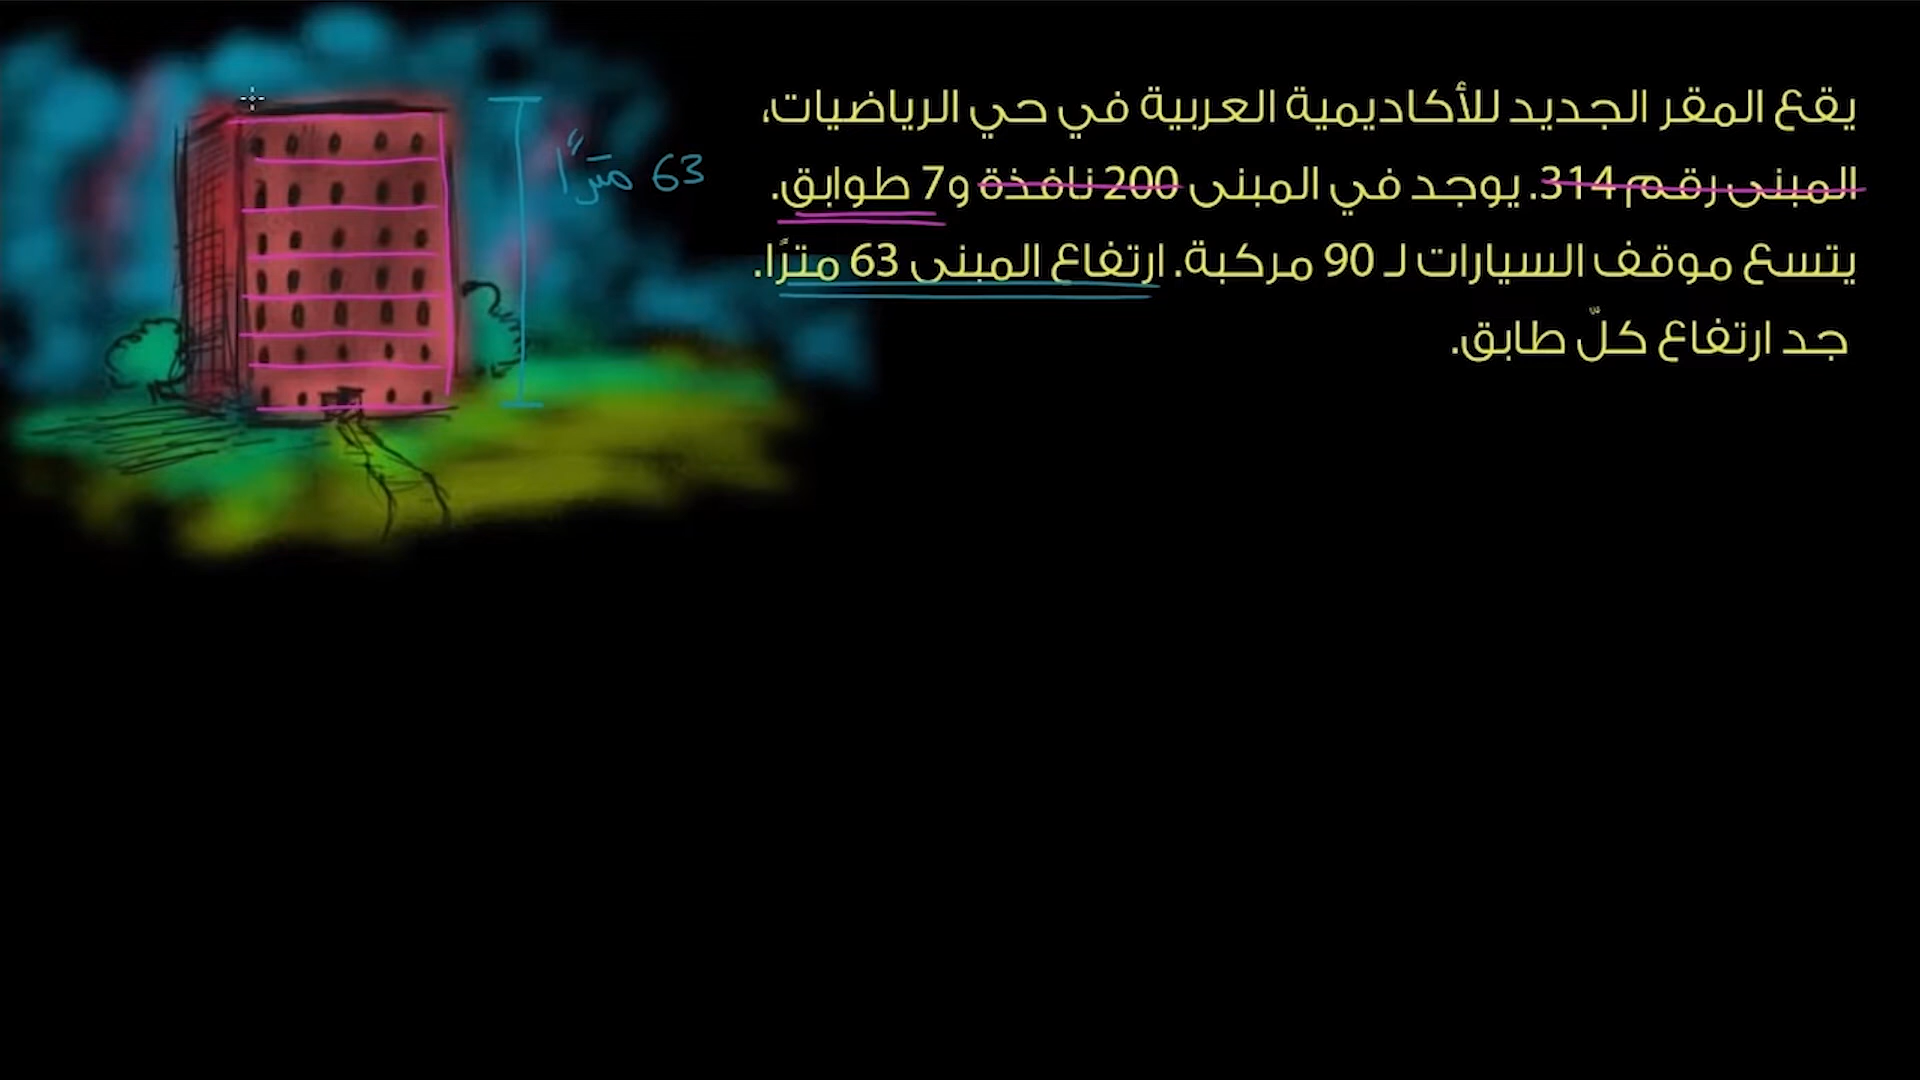 يقع المقر الجديد للأكاديمية العربية في حي الرياضيات،
المبنى رقم 314. يوجد في المبنى 200 نافذة و7 طوابق.
يتسع موقف السيارات لـ 90 مركبة. ارتفاع المبنى 63 مترًا.
جد ارتفاع كلّ طابق.
63 مترًا